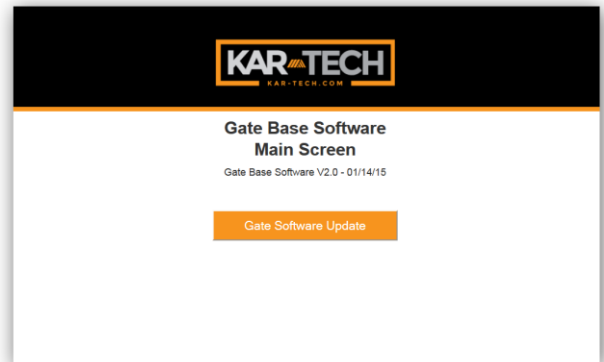 KAR TECH
KAR-TECH.COM
Gate Base Software
Main Screen
Gate Base Software V2.0 - 01/14/15
Gate Software Update